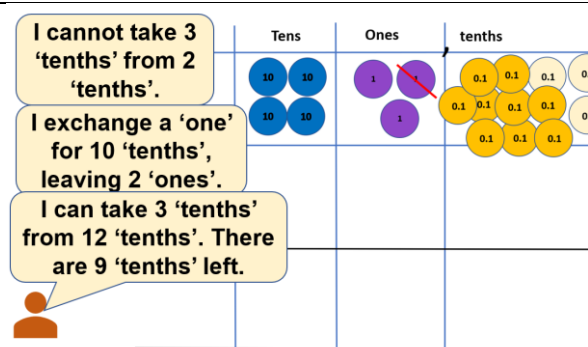 I cannot take 3
‘tenths’ from 2
‘tenths’.
I exchange a ‘one’
for 10 ‘tenths’,
leaving 2 ‘ones’.
I can take 3 ‘tenths’
from 12 ‘tenths’. There
are 9 ‘tenths’ left.
Tens Ones , tenths
10 10 1 0.1 0.1 0.1
10 10 1 0.1 0.1 0.1 0.1
0.1 0.1 0.1